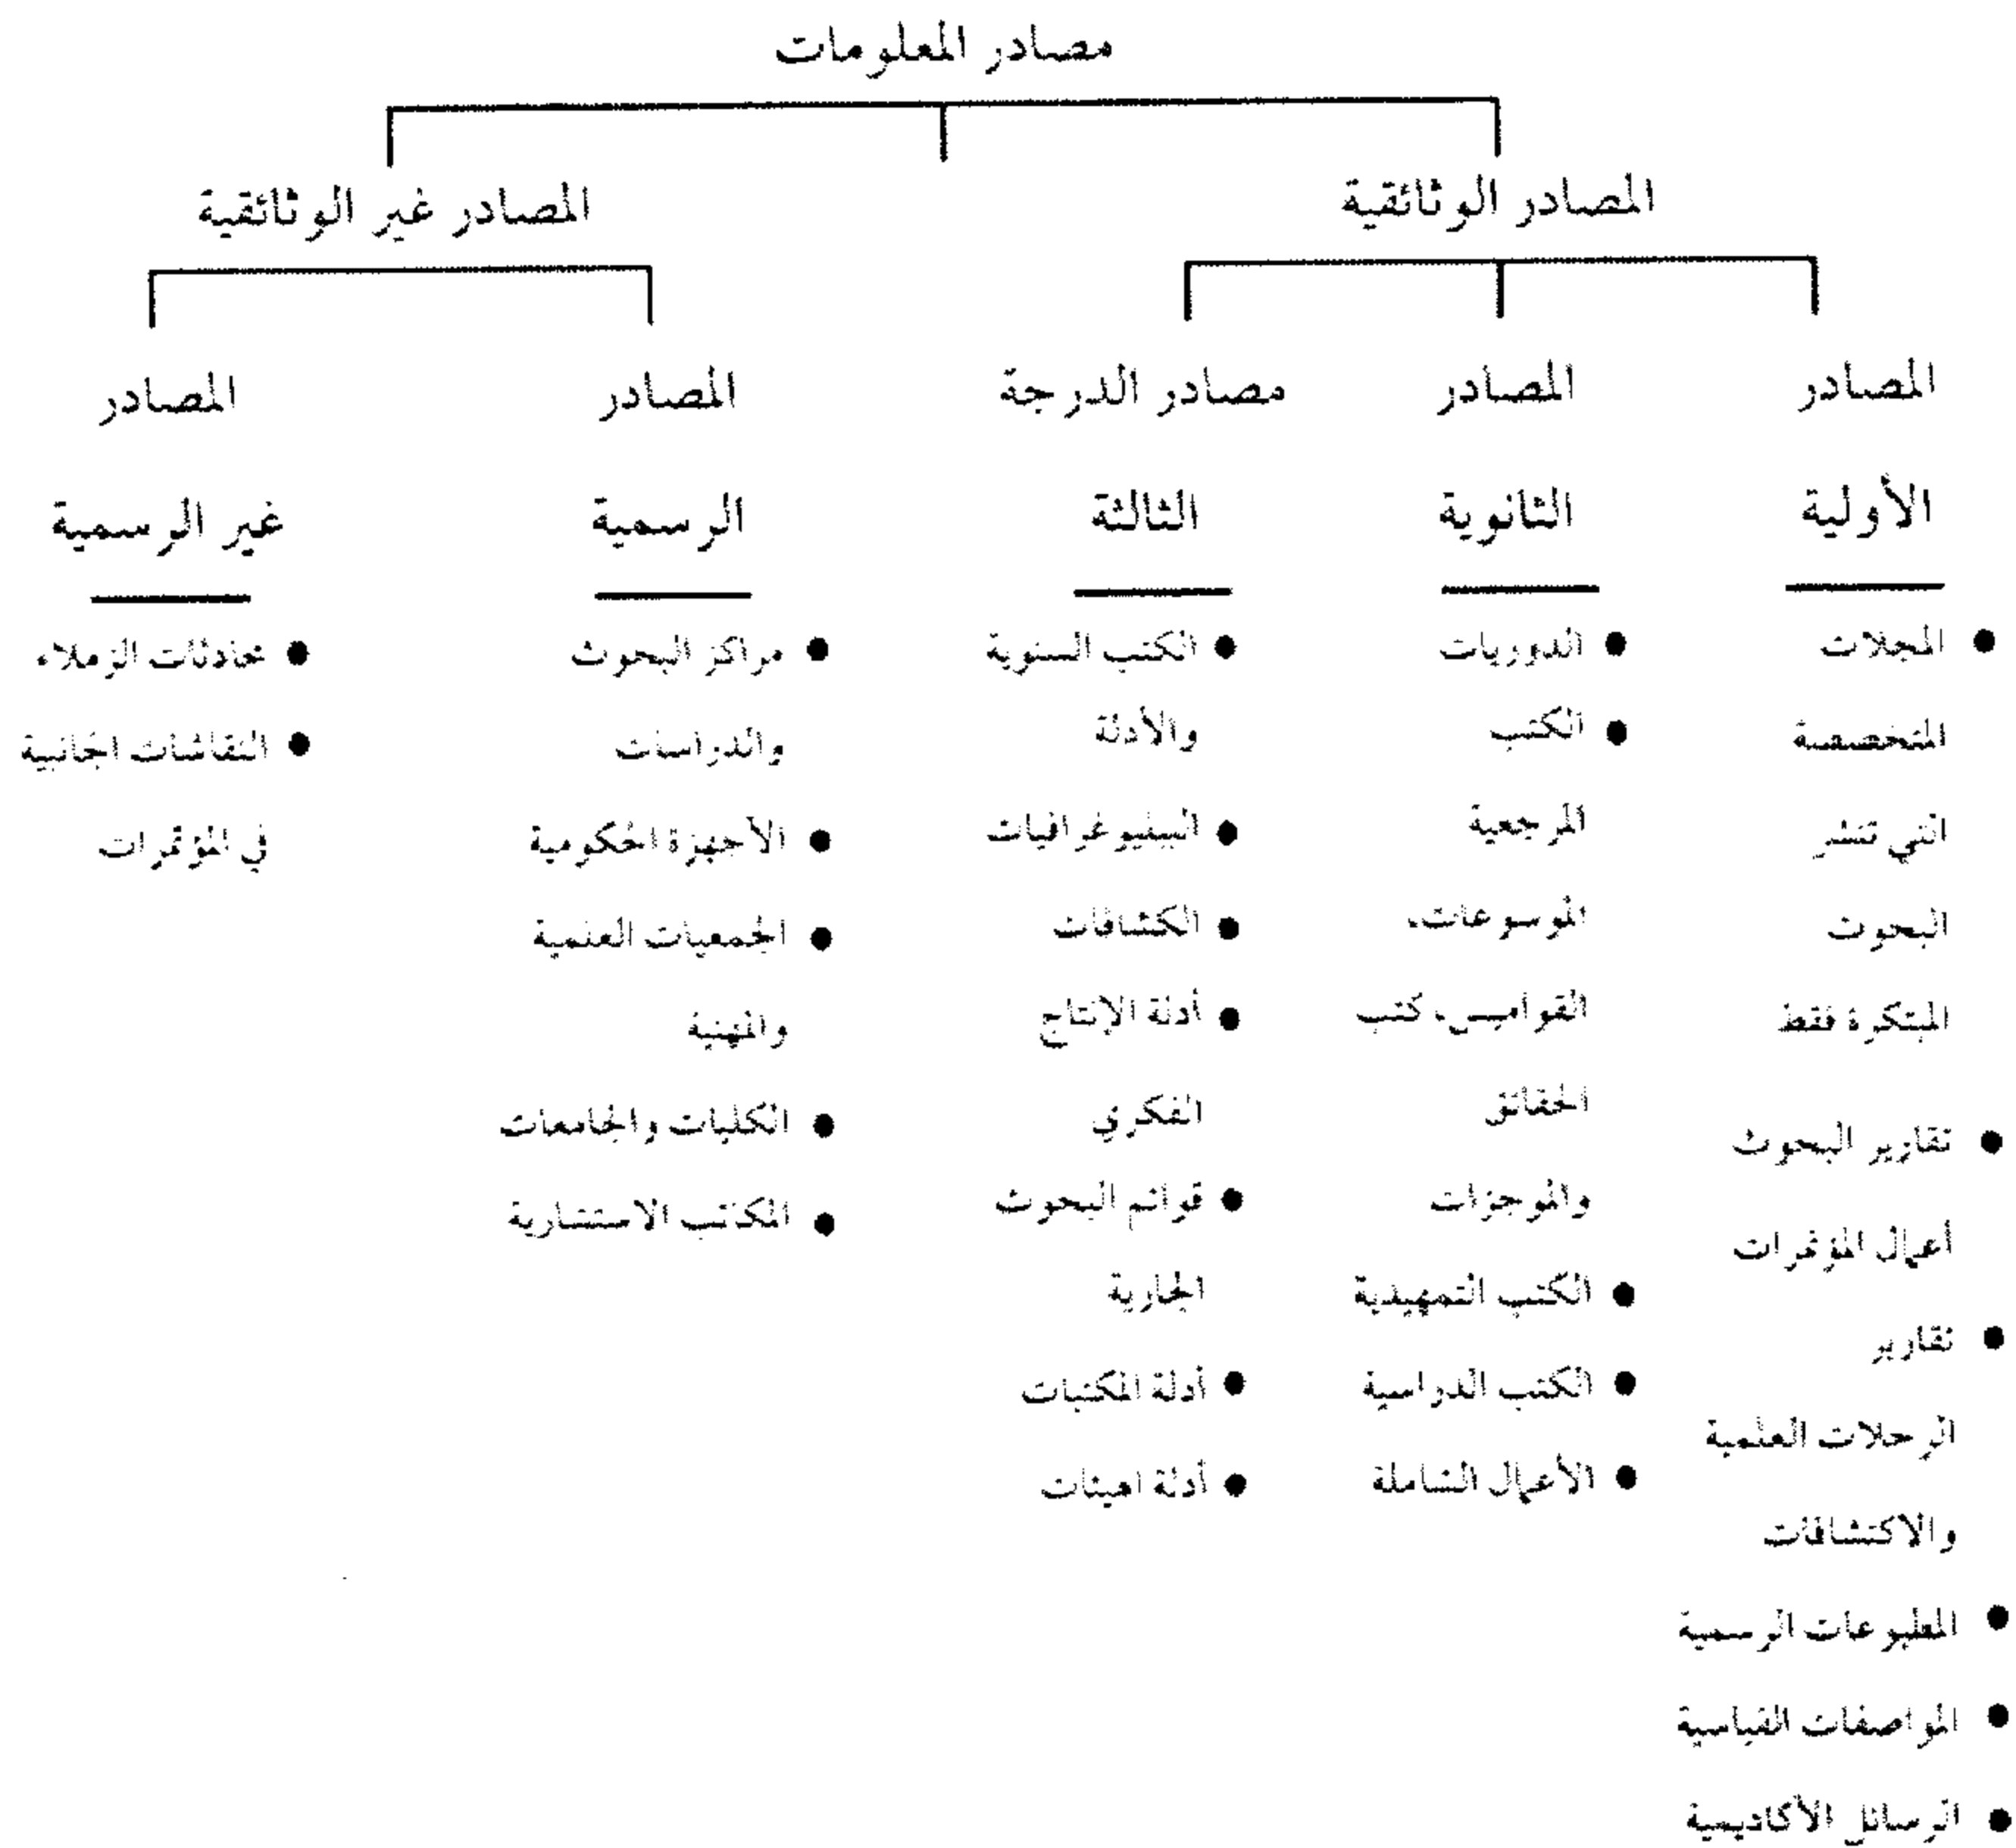 مصادر المعلومات
المصادر الوثائقية
المصادر غير الوثائقية
المصادر
الأولية
• المجلات
المتخصصة
التي تنشر
البحوث
المبتكرة فقط
• تقارير البحوث
أعمال المؤتمرات
• تقارير
الرحلات العلمية
والاكتشافات
• المطبوعات الرسمية
• المواصفات القياسية
• الرسائل الأكاديمية
المصادر
الثانوية
• الدوريات
• الكتب
المرجعية
الموسوعات،
القواميس، كتب
الحقائق
والموجزات
• الكتب التمهيدية
• الكتب الدراسية
• الأعمال الشاملة
مصادر الدرجة
الثالثة
• الكتب السنوية
والأدلة
• الببليوغرافيات
• الكشافات
• أدلة الإنتاج
الفكري
• قوائم البحوث
الجارية
• أدلة المكتبات
• أدلة الهيئات
المصادر
الرسمية
• مراكز البحوث
والدراسات
• الأجهزة الحكومية
• الجمعيات العلمية
والمهنية
• الكليات والجامعات
• المكاتب الاستشارية
المصادر
غير الرسمية
• محادثات الزملاء
• النقاشات الجانبية
في المؤتمرات